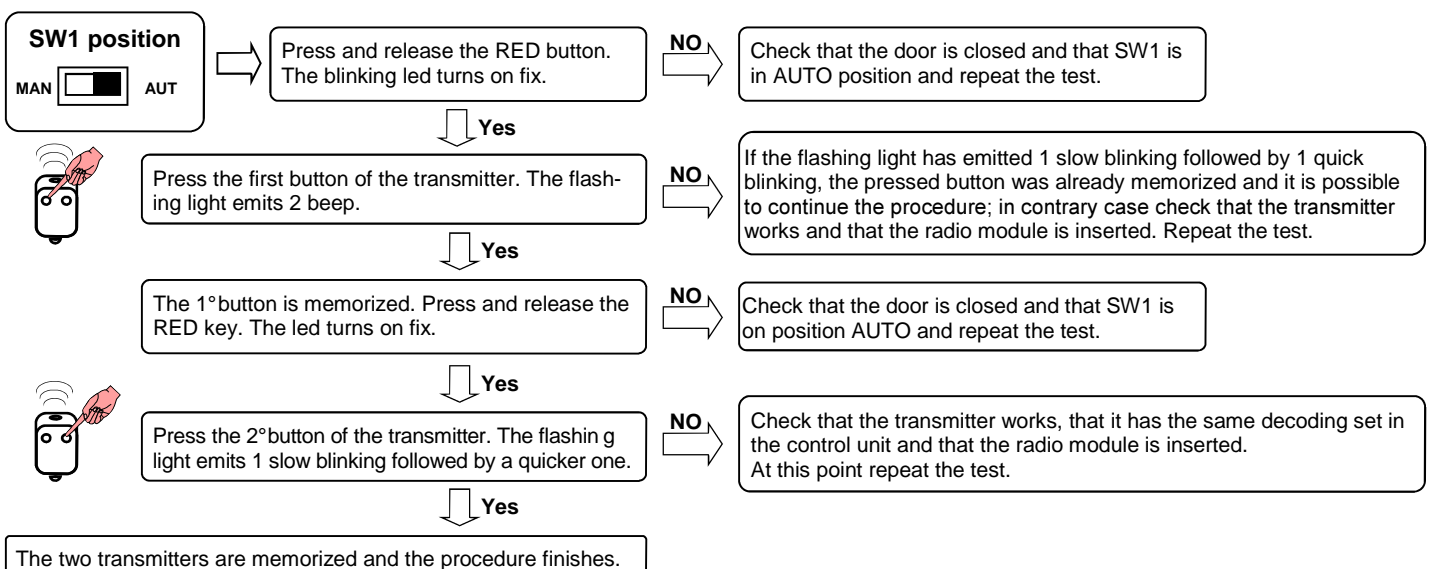 SW1 position
MAN AUT
Press and release the RED button.
The blinking led turns on fix.
NO
Check that the door is closed and that SW1 is
in AUTO position and repeat the test.
Yes
Press the first button of the transmitter. The flash-
ing light emits 2 beep.
NO
If the flashing light has emitted 1 slow blinking followed by 1 quick
blinking, the pressed button was already memorized and it is possible
to continue the procedure; in contrary case check that the transmitter
works and that the radio module is inserted. Repeat the test.
Yes
The 1° button is memorized. Press and release the
RED key. The led turns on fix.
NO
Check that the door is closed and that SW1 is
on position AUTO and repeat the test.
Yes
Press the 2° button of the transmitter. The flashin g
light emits 1 slow blinking followed by a quicker one.
NO
Check that the transmitter works, that it has the same decoding set in
the control unit and that the radio module is inserted.
At this point repeat the test.
Yes
The two transmitters are memorized and the procedure finishes.